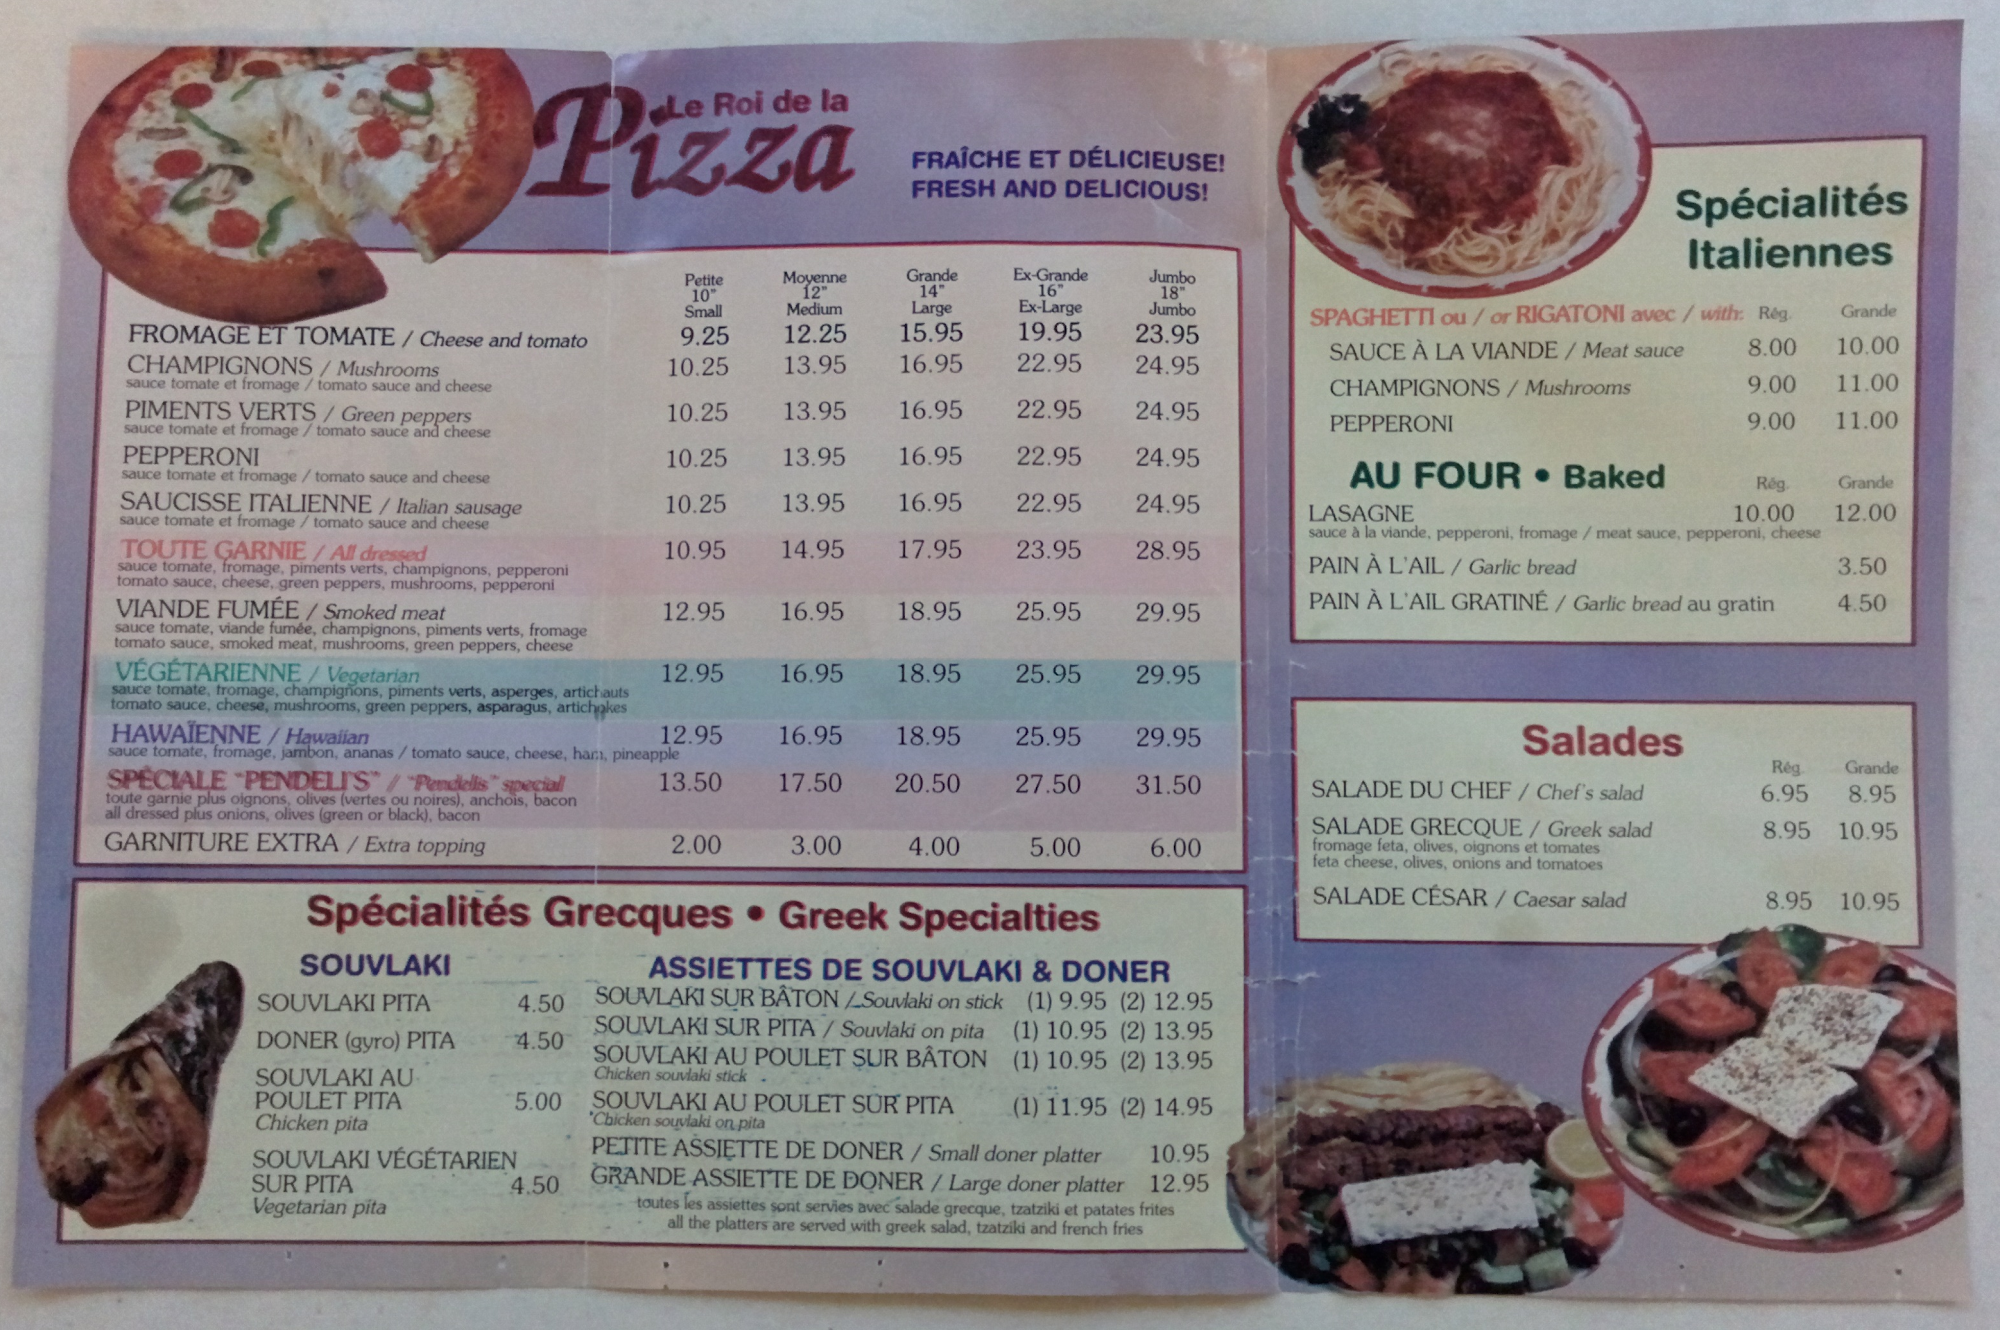 Le Roi de la
Pizza
FRAÎCHE ET DÉLICIEUSE!
FRESH AND DELICIOUS!
Petite Moyenne Grande Ex-Grande Jumbo
10" 12" 14" 16" 18"
Small Medium Large Ex-Large Jumbo
FROMAGE ET TOMATE / Cheese and tomato 9.25 12.25 15.95 19.95 23.95
CHAMPIGNONS / Mushrooms 10.25 13.95 16.95 22.95 24.95
sauce tomate et fromage / tomato sauce and cheese
PIMENTS VERTS / Green peppers 10.25 13.95 16.95 22.95 24.95
sauce tomate et fromage / tomato sauce and cheese
PEPPERONI 10.25 13.95 16.95 22.95 24.95
sauce tomate et fromage / tomato sauce and cheese
SAUCISSE ITALIENNE / Italian sausage 10.25 13.95 16.95 22.95 24.95
sauce tomate et fromage / tomato sauce and cheese
TOUTE GARNIE / All dressed 10.95 14.95 17.95 23.95 28.95
sauce tomate, fromage, piments verts, champignons, pepperoni
tomato sauce, cheese, green peppers, mushrooms, pepperoni
VIANDE FUMÉE / Smoked meat 12.95 16.95 18.95 25.95 29.95
sauce tomate, viande fumée, champignons, piments verts, fromage
tomato sauce, smoked meat, mushrooms, green peppers, cheese
VÉGÉTARIENNE / Vegetarian 12.95 16.95 18.95 25.95 29.95
sauce tomate, fromage, champignons, piments verts, asperges, artichauts
tomato sauce, cheese, mushrooms, green peppers, asparagus, artichokes
HAWAÏENNE / Hawaiian 12.95 16.95 18.95 25.95 29.95
sauce tomate, fromage, jambon, ananas / tomato sauce, cheese, ham, pineapple
SPÉCIALE "PENDELI'S" / "Pendelis" special 13.50 17.50 20.50 27.50 31.50
toute garnie plus oignons, olives (vertes ou noires), anchois, bacon
all dressed plus onions, olives (green or black), bacon
GARNITURE EXTRA / Extra topping 2.00 3.00 4.00 5.00 6.00
Spécialités Grecques • Greek Specialties
SOUVLAKI
SOUVLAKI PITA 4.50
DONER (gyro) PITA 4.50
SOUVLAKI AU
POULET PITA 5.00
Chicken pita
SOUVLAKI VÉGÉTARIEN
SUR PITA 4.50
Vegetarian pita
ASSIETTES DE SOUVLAKI & DONER
SOUVLAKI SUR BÂTON / Souvlaki on stick (1) 9.95 (2) 12.95
SOUVLAKI SUR PITA / Souvlaki on pita (1) 10.95 (2) 13.95
SOUVLAKI AU POULET SUR BÂTON (1) 10.95 (2) 13.95
Chicken souvlaki stick
SOUVLAKI AU POULET SUR PITA (1) 11.95 (2) 14.95
Chicken souvlaki on pita
PETITE ASSIETTE DE DONER / Small doner platter 10.95
GRANDE ASSIETTE DE DONER / Large doner platter 12.95
toutes les assiettes sont servies avec salade grecque, tzatziki et patates frites
all the platters are served with greek salad, tzatziki and french fries
Spécialités
Italiennes
SPAGHETTI ou / or RIGATONI avec / with: Rég. Grande
SAUCE À LA VIANDE / Meat sauce 8.00 10.00
CHAMPIGNONS / Mushrooms 9.00 11.00
PEPPERONI 9.00 11.00
AU FOUR • Baked Rég. Grande
LASAGNE 10.00 12.00
sauce à la viande, pepperoni, fromage / meat sauce, pepperoni, cheese
PAIN À L'AIL / Garlic bread 3.50
PAIN À L'AIL GRATINÉ / Garlic bread au gratin 4.50
Salades
Rég. Grande
SALADE DU CHEF / Chef's salad 6.95 8.95
SALADE GRECQUE / Greek salad 8.95 10.95
fromage feta, olives, oignons et tomates
feta cheese, olives, onions and tomatoes
SALADE CÉSAR / Caesar salad 8.95 10.95